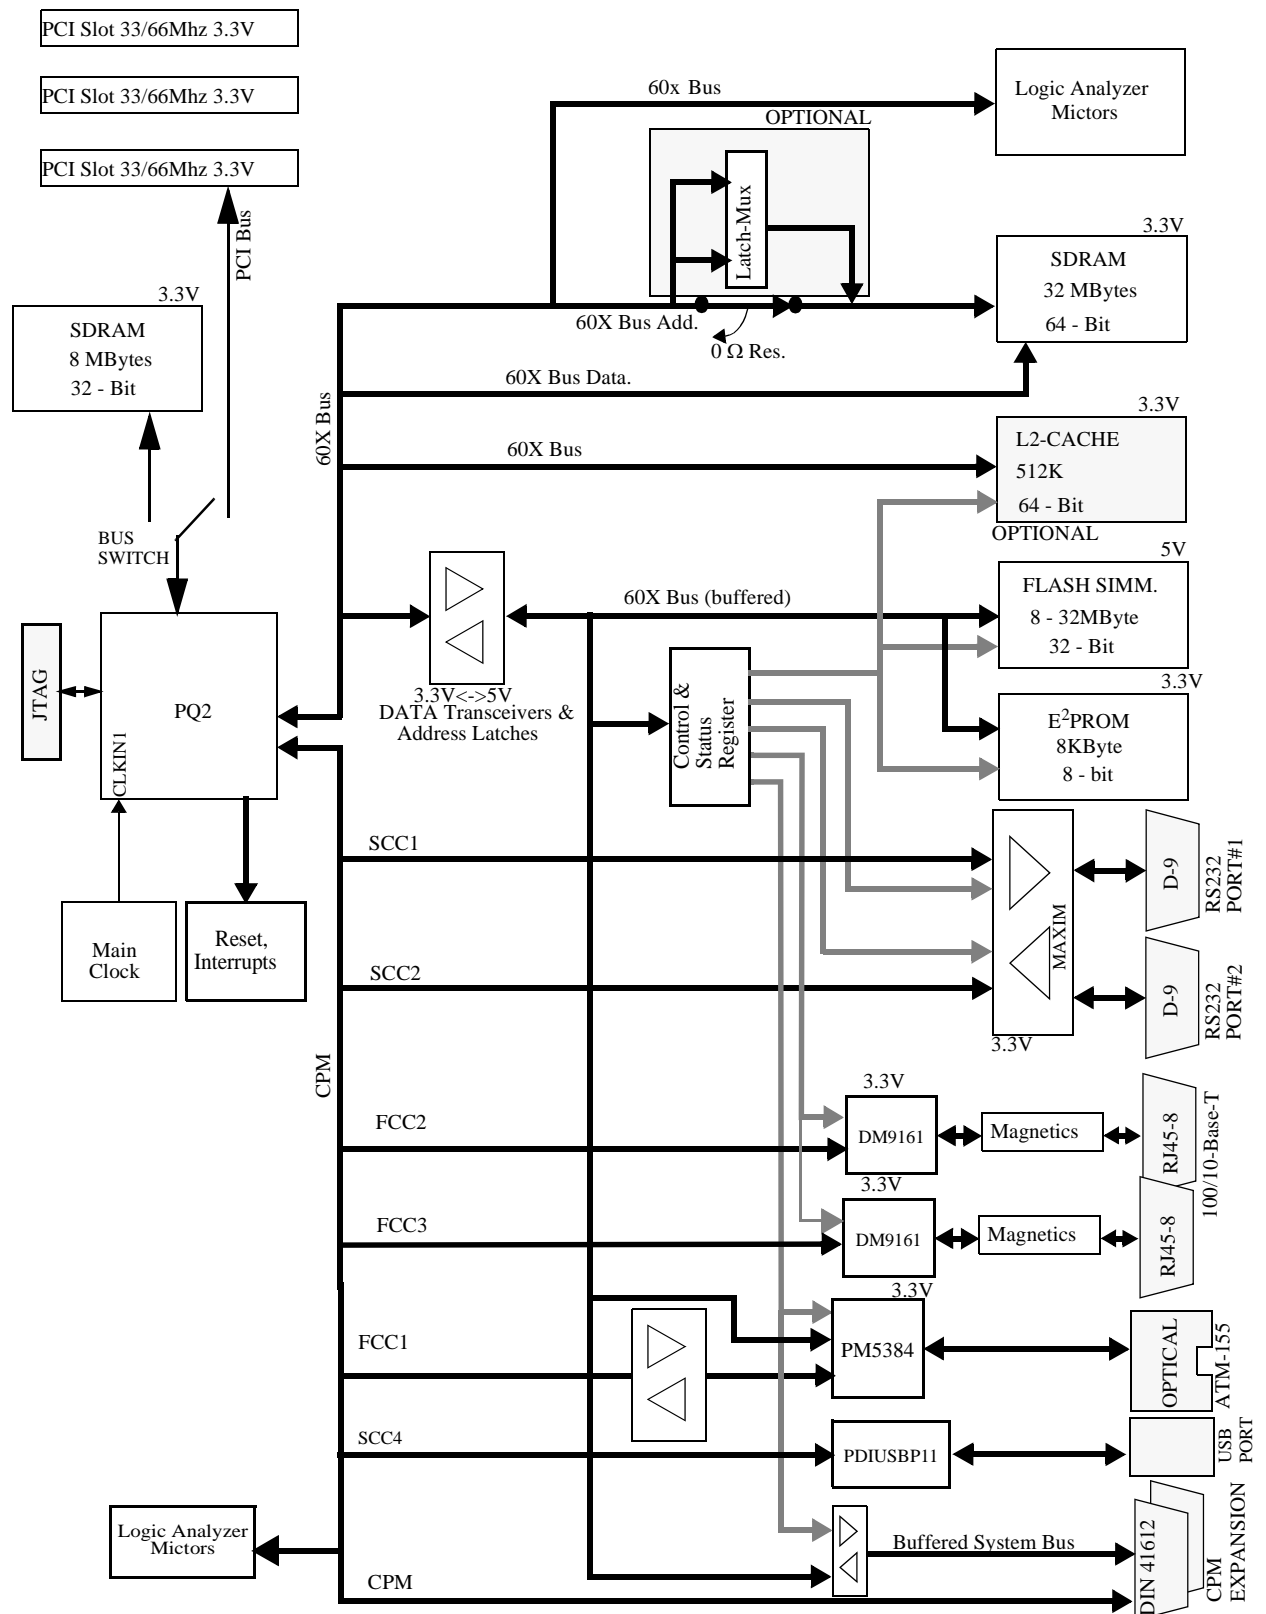 PCI Slot 33/66Mhz 3.3V
PCI Slot 33/66Mhz 3.3V
PCI Slot 33/66Mhz 3.3V
PCI Bus
3.3V
SDRAM
8 MBytes
32 - Bit
BUS
SWITCH
JTAG
PQ2
CLKIN1
Main
Clock
Reset,
Interrupts
60x Bus
Logic Analyzer
Mictors
OPTIONAL
Latch-Mux
60X Bus Add.
0 Ω Res.
3.3V
SDRAM
32 MBytes
64 - Bit
60X Bus
60X Bus Data.
60X Bus
3.3V
L2-CACHE
512K
64 - Bit
OPTIONAL
3.3V<->5V
DATA Transceivers &
Address Latches
60X Bus (buffered)
5V
FLASH SIMM.
8 - 32MByte
32 - Bit
Control &
Status
Register
3.3V
E²PROM
8KByte
8 - bit
SCC1
SCC2
MAXIM
3.3V
D-9
RS232
PORT#1
D-9
RS232
PORT#2
CPM
FCC2
3.3V
DM9161
Magnetics
RJ45-8
100/10-Base-T
FCC3
3.3V
DM9161
Magnetics
RJ45-8
FCC1
3.3V
PM5384
OPTICAL
ATM-155
SCC4
PDIUSBP11
USB
PORT
Logic Analyzer
Mictors
Buffered System Bus
CPM
DIN 41612
CPM
EXPANSION